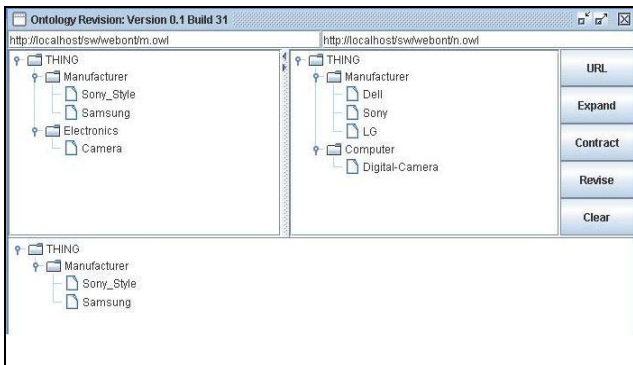 Ontology Revision: Version 0.1 Build 31
http://localhost/sw/webont/m.owl
http://localhost/sw/webont/n.owl
THING
Manufacturer
Sony_Style
Samsung
Electronics
Camera
THING
Manufacturer
Dell
Sony
LG
Computer
Digital-Camera
URL
Expand
Contract
Revise
Clear
THING
Manufacturer
Sony_Style
Samsung